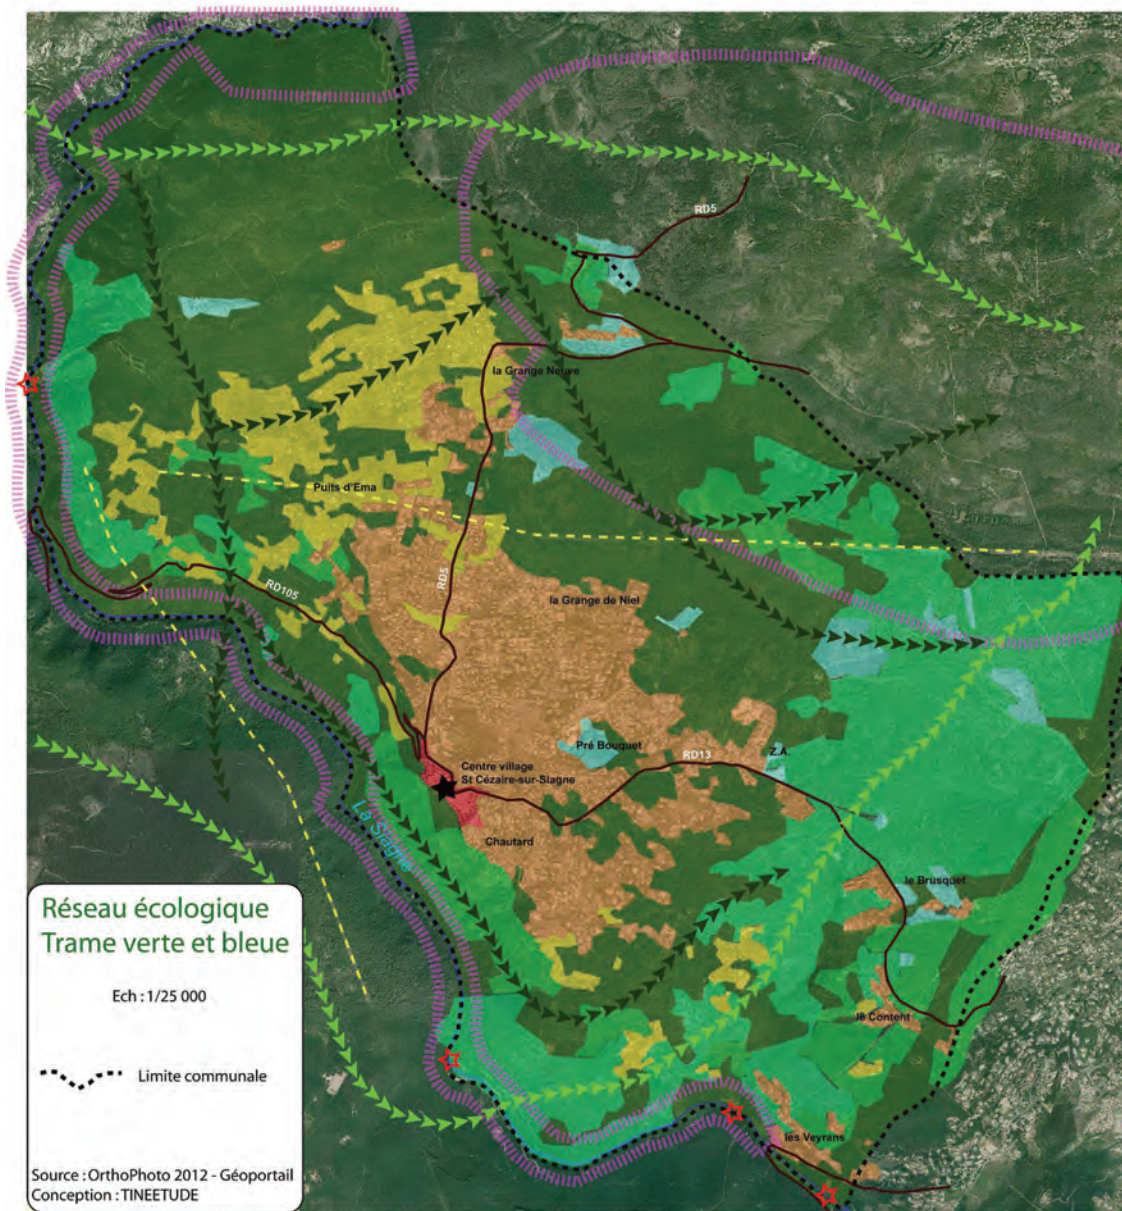 RD5
la Grange Neuve
Puits d'Ema
RD5
RD105
la Grange de Niel
Pré Bouquet
RD13
Z.A.
Centre village
St Cézaire-sur-Siagne
Chautard
La Siagne
le Brusquet
le Content
les Veyrans
Réseau écologique
Trame verte et bleue
Ech : 1/25 000
Limite communale
Source : OrthoPhoto 2012 - Géoportail
Conception : TINEETUDE